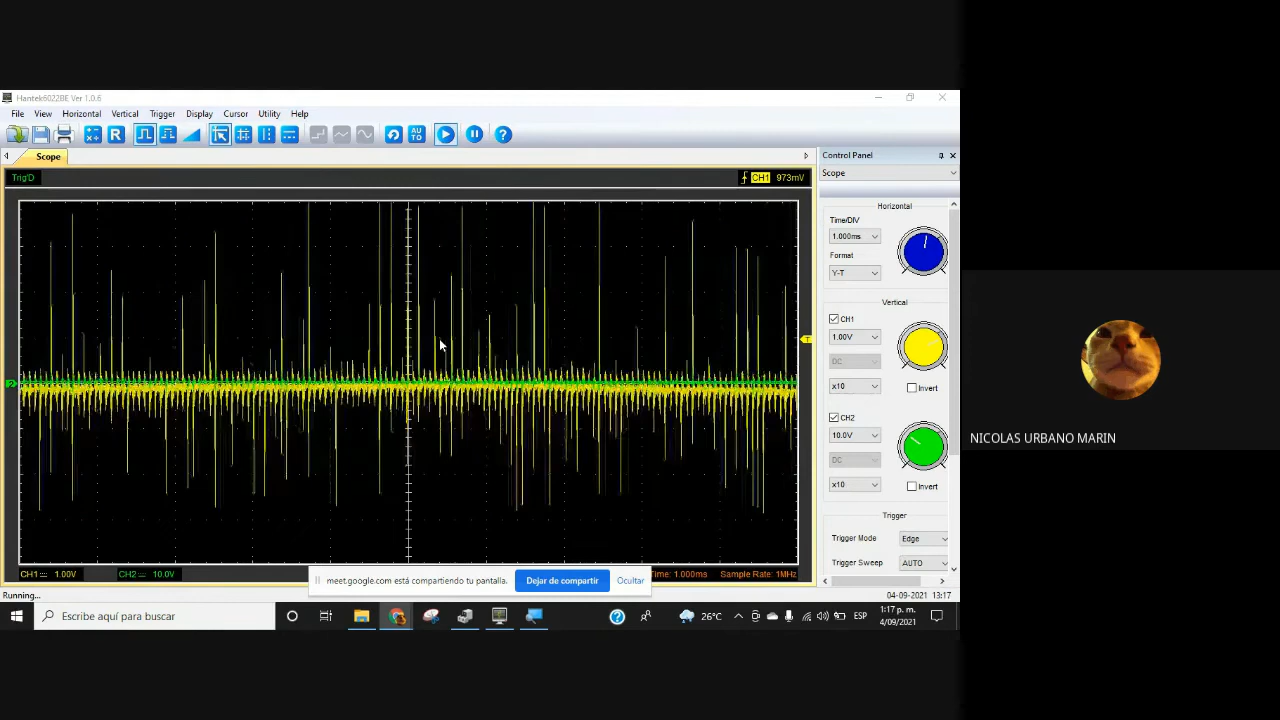 Hantek6022BE Ver 1.0.6
File View Horizontal Vertical Trigger Display Cursor Utility Help
R AU TO ?
Scope
Control Panel
Scope
Trig'D
CH1 973mV
Horizontal
Time/DIV
1.000ms
Format
Y-T
Vertical
CH1
1.00V
DC
x10
Invert
CH2
10.0V
DC
x10
Invert
Trigger
Trigger Mode Edge
Trigger Sweep AUTO
T
2
CH1 1.00V CH2 10.0V
Time: 1.000ms Sample Rate: 1MHz
meet.google.com está compartiendo tu pantalla. Dejar de compartir Ocultar
Running...
04-09-2021 13:17
Escribe aquí para buscar
26°C ESP
1:17 p. m.
4/09/2021
NICOLAS URBANO MARIN